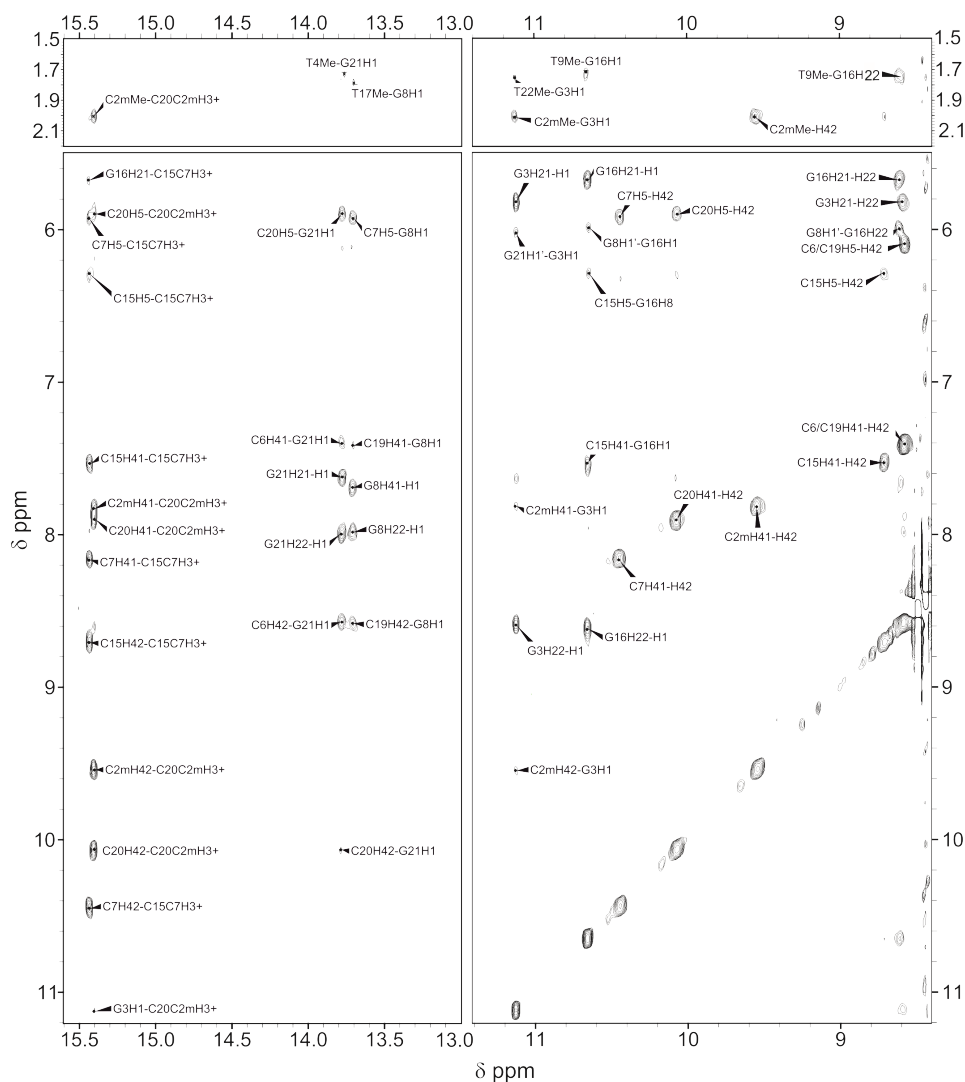 15.5 15.0 14.5 14.0 13.5 13.0 11 10 9
1.5 1.5
T4Me-G21H1 T9Me-G16H1
1.7 T9Me-G16H22 1.7
T17Me-G8H1 T22Me-G3H1
C2mMe-C20C2mH3+
1.9 1.9
C2mMe-G3H1 C2mMe-H42
2.1 2.1
G16H21-C15C7H3+ G3H21-H1 G16H21-H1 G16H21-H22
C20H5-C20C2mH3+ C7H5-H42 C20H5-H42 G3H21-H22
6 C20H5-G21H1 C7H5-G8H1 G8H1'-G16H1 G8H1'-G16H22 6
C7H5-C15C7H3+ G21H1'-G3H1 C6/C19H5-H42
C15H5-C15C7H3+ C15H5-G16H8 C15H5-H42
7 7
C6H41-G21H1 C19H41-G8H1 C6/C19H41-H42
C15H41-C15C7H3+ C15H41-G16H1 C15H41-H42
G21H21-H1 G8H41-H1
C2mH41-C20C2mH3+ C2mH41-G3H1 C20H41-H42
C20H41-C20C2mH3+ G21H22-H1 G8H22-H1 C2mH41-H42
δ ppm
8 8
C7H41-C15C7H3+ C7H41-H42
C6H42-G21H1 C19H42-G8H1
C15H42-C15C7H3+ G3H22-H1 G16H22-H1
9 9
C2mH42-C20C2mH3+ C2mH42-G3H1
10 10
C20H42-C20C2mH3+ C20H42-G21H1
C7H42-C15C7H3+
11 11
G3H1-C20C2mH3+
15.5 15.0 14.5 14.0 13.5 13.0 11 10 9
δ ppm